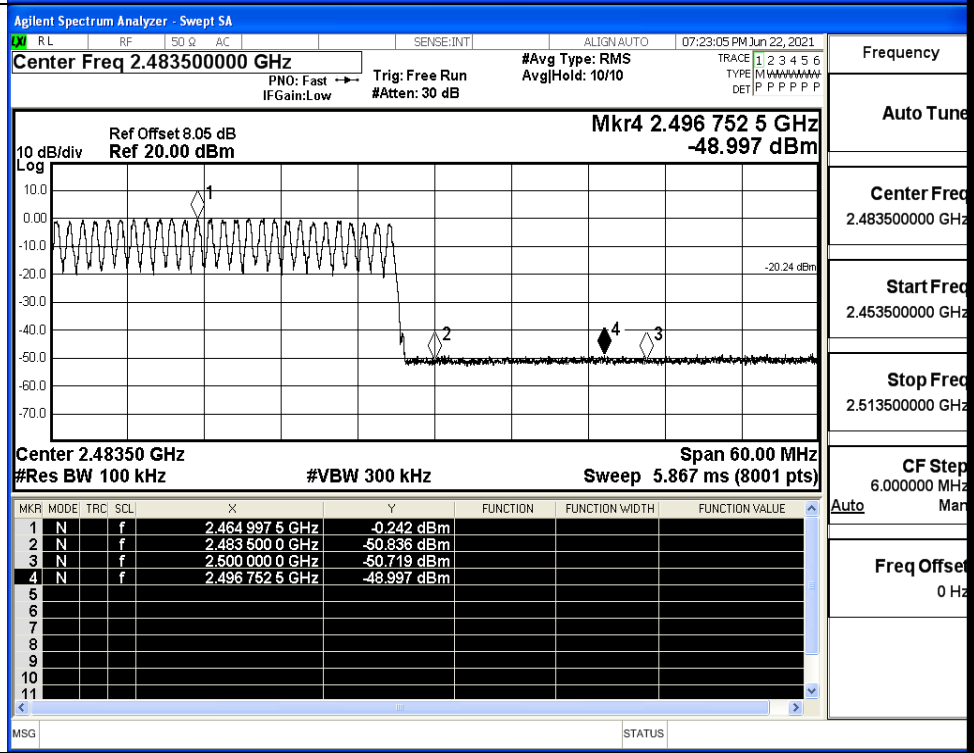 Agilent Spectrum Analyzer - Swept SA
LXI RL RF 50 Ω AC SENSE:INT ALIGN AUTO 07:23:05 PM Jun 22, 2021
Center Freq 2.483500000 GHz
PNO: Fast
IFGain:Low
Trig: Free Run
#Atten: 30 dB
#Avg Type: RMS
Avg|Hold: 10/10
TRACE 1 2 3 4 5 6
TYPE M W W W W W
DET P P P P P P
Mkr4 2.496 752 5 GHz
-48.997 dBm
Ref Offset 8.05 dB
10 dB/div Ref 20.00 dBm
Log
10.0
0.00
-10.0
-20.0
-30.0
-40.0
-50.0
-60.0
-70.0
1
2
4
3
-20.24 dBm
Center 2.48350 GHz Span 60.00 MHz
#Res BW 100 kHz #VBW 300 kHz Sweep 5.867 ms (8001 pts)
MKR MODE TRC SCL X Y FUNCTION FUNCTION WIDTH FUNCTION VALUE
1 N f 2.464 997 5 GHz -0.242 dBm
2 N f 2.483 500 0 GHz -50.836 dBm
3 N f 2.500 000 0 GHz -50.719 dBm
4 N f 2.496 752 5 GHz -48.997 dBm
5
6
7
8
9
10
11
MSG STATUS
Frequency
Auto Tune
Center Freq
2.483500000 GHz
Start Freq
2.453500000 GHz
Stop Freq
2.513500000 GHz
CF Step
6.000000 MHz
Auto Man
Freq Offset
0 Hz